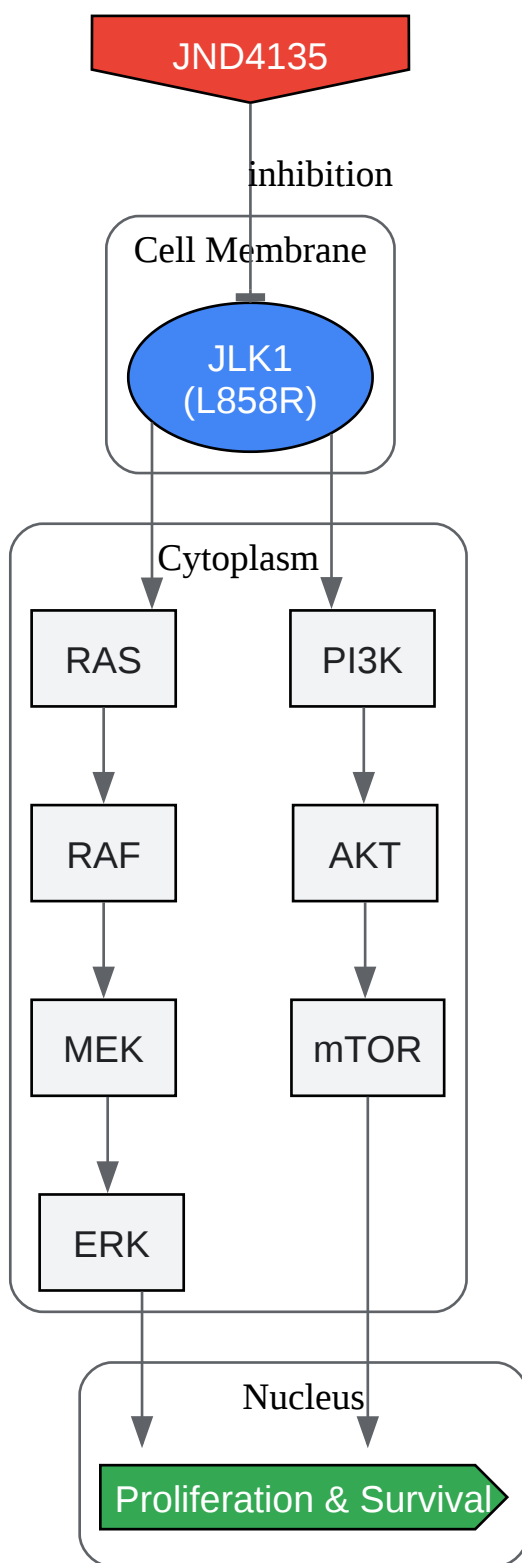 JND4135
inhibition
Cell Membrane
JLK1
(L858R)
Cytoplasm
RAS
PI3K
RAF
AKT
MEK
mTOR
ERK
Nucleus
Proliferation & Survival